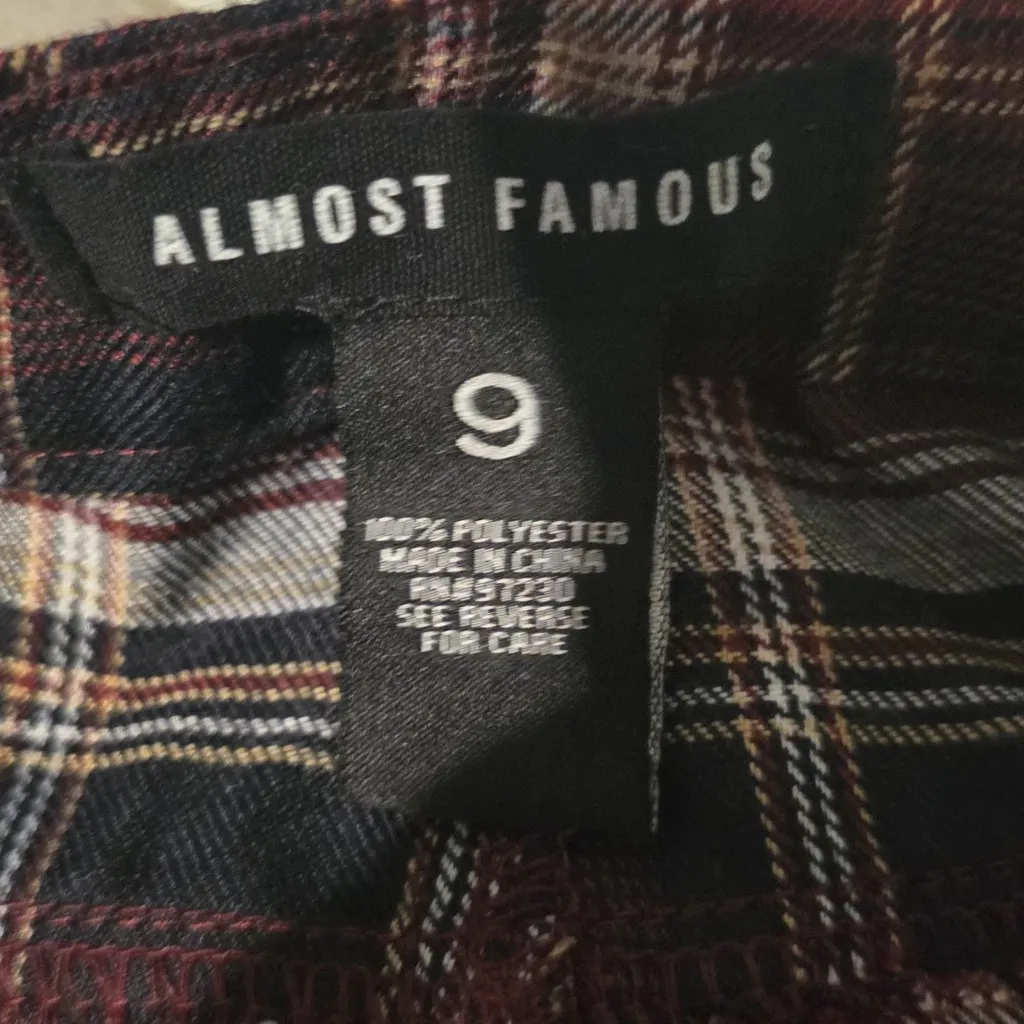 ALMOST FAMOUS
9
100% POLYESTER
MADE IN CHINA
RN#97230
SEE REVERSE
FOR CARE